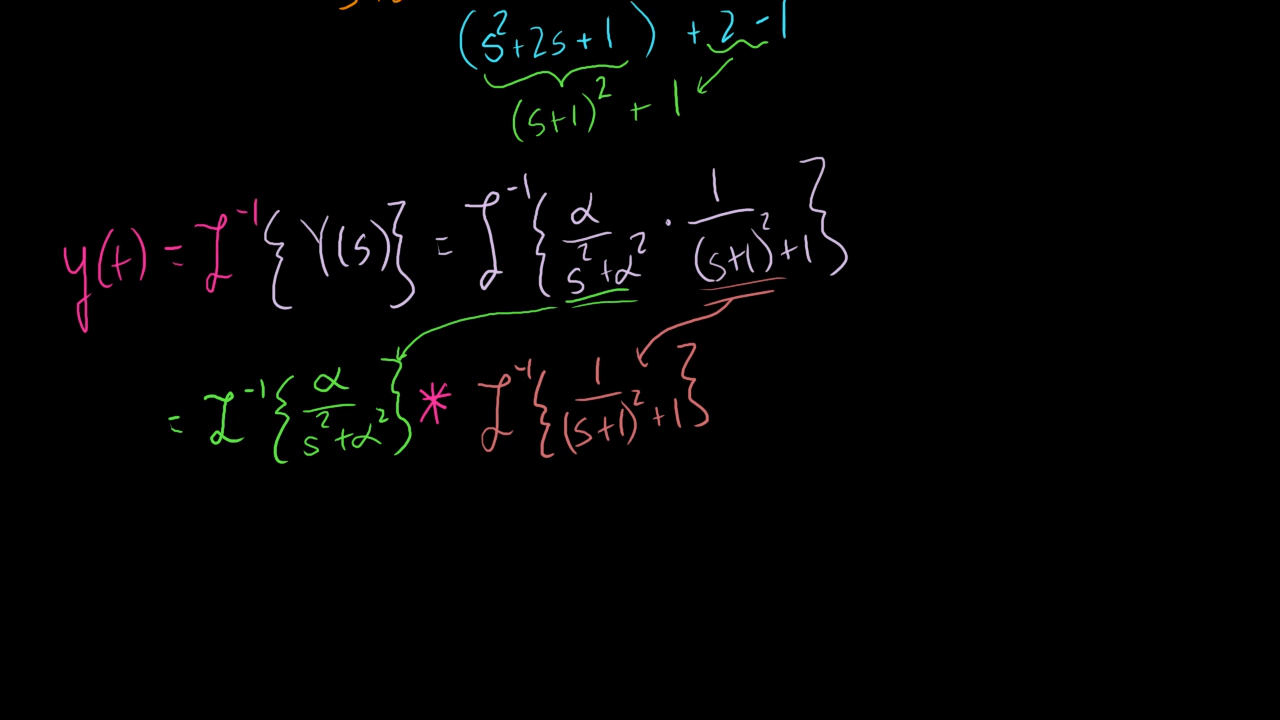 (s²+2s+1) + 2 - 1
(s+1)² + 1
y(t) = ℒ⁻¹{Y(s)} = ℒ⁻¹{α/(s²+α²) · 1/((s+1)²+1)}
= ℒ⁻¹{α/(s²+α²)} * ℒ⁻¹{1/((s+1)²+1)}